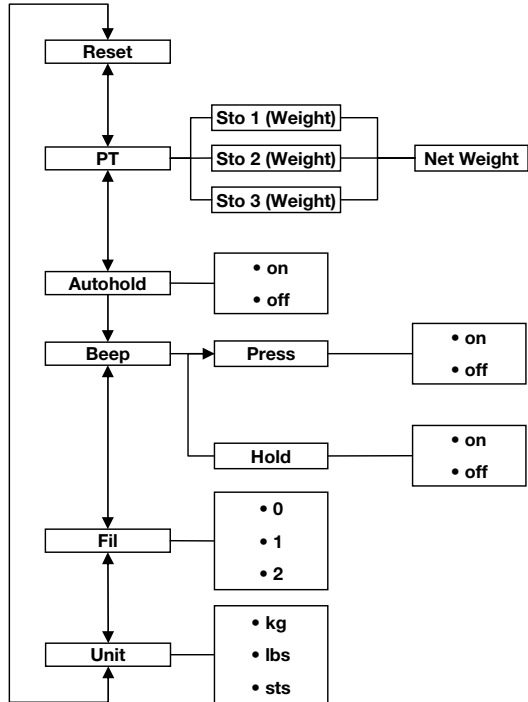 Reset
Sto 1 (Weight)
PT
Sto 2 (Weight)
Net Weight
Sto 3 (Weight)
Autohold
• on
• off
Beep
Press
• on
• off
Hold
• on
• off
Fil
• 0
• 1
• 2
Unit
• kg
• lbs
• sts